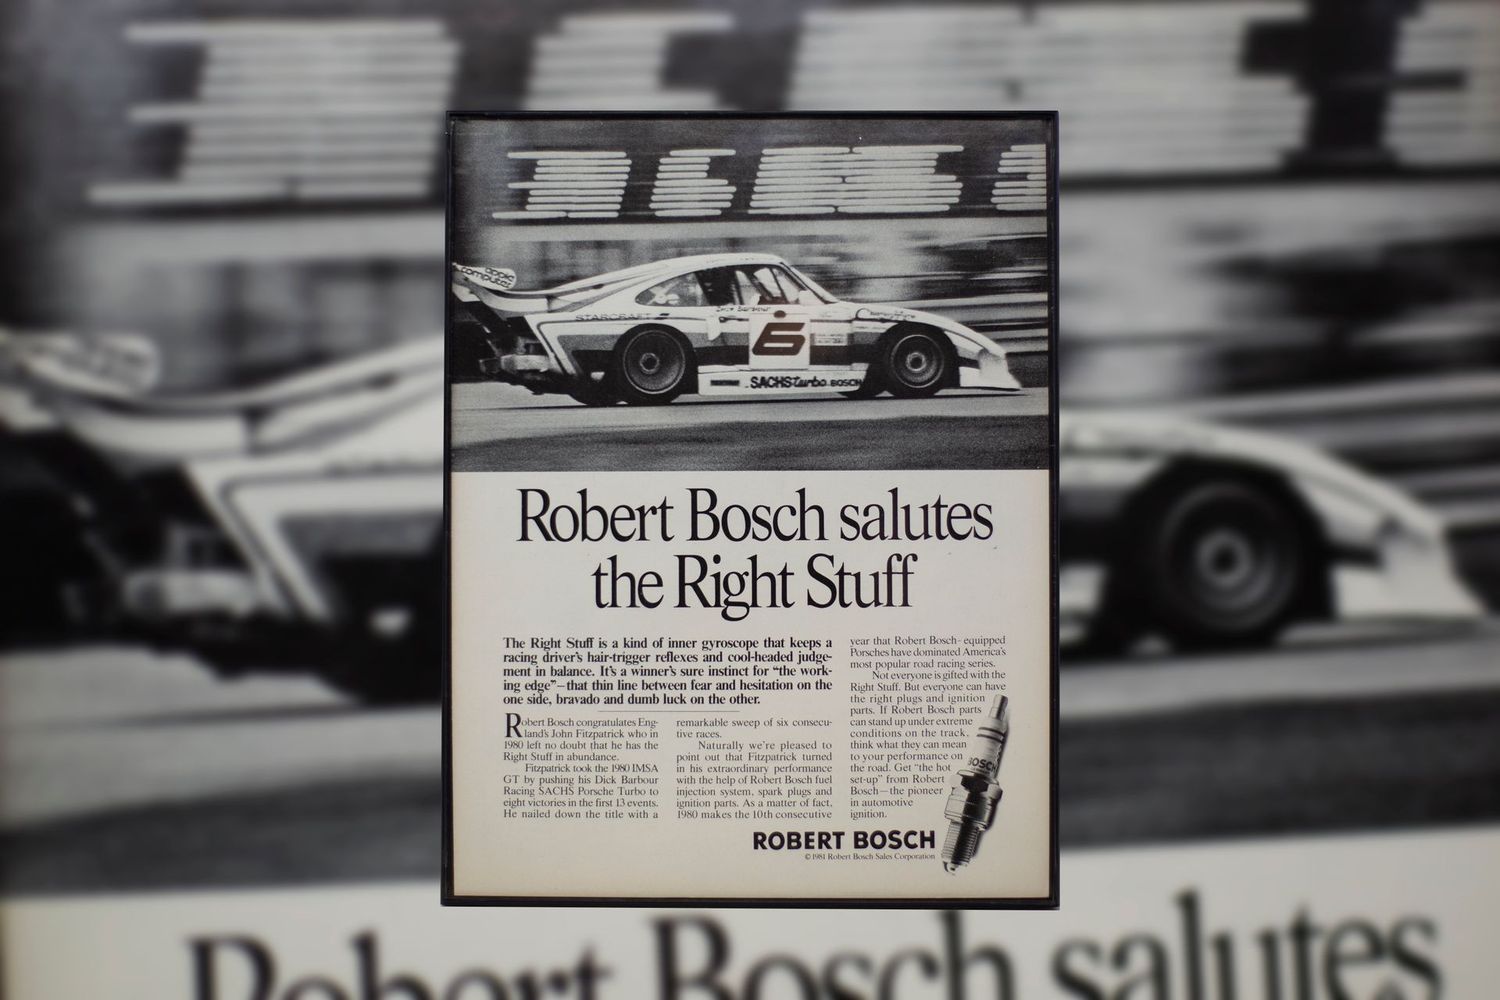 apple
computer
STARCRAFT
Dick Barbour
6
SACHS turbo BOSCH
Robert Bosch salutes
the Right Stuff
The Right Stuff is a kind of inner gyroscope that keeps a
racing driver's hair-trigger reflexes and cool-headed judge-
ment in balance. It's a winner's sure instinct for "the work-
ing edge"—that thin line between fear and hesitation on the
one side, bravado and dumb luck on the other.
Robert Bosch congratulates Eng-
land's John Fitzpatrick who in
1980 left no doubt that he has the
Right Stuff in abundance.
Fitzpatrick took the 1980 IMSA
GT by pushing his Dick Barbour
Racing SACHS Porsche Turbo to
eight victories in the first 13 events.
He nailed down the title with a
remarkable sweep of six consecu-
tive races.
Naturally we're pleased to
point out that Fitzpatrick turned
in his extraordinary performance
with the help of Robert Bosch fuel
injection system, spark plugs and
ignition parts. As a matter of fact,
1980 makes the 10th consecutive
year that Robert Bosch-equipped
Porsches have dominated America's
most popular road racing series.
Not everyone is gifted with the
Right Stuff. But everyone can have
the right plugs and ignition
parts. If Robert Bosch parts
can stand up under extreme
conditions on the track,
think what they can mean
to your performance on
the road. Get "the hot
set-up" from Robert
Bosch—the pioneer
in automotive
ignition.
BOSCH
ROBERT BOSCH
© 1981 Robert Bosch Sales Corporation
Robert Bosch salutes